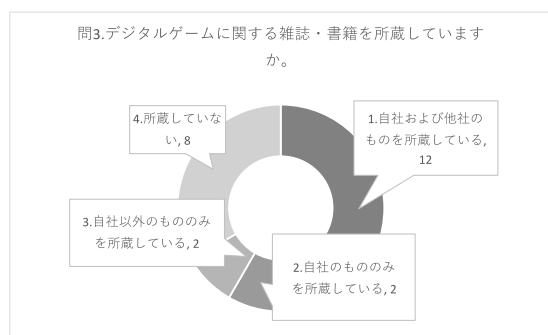 問3.デジタルゲームに関する雑誌・書籍を所蔵しています
か。
1.自社および他社の
ものを所蔵している,
12
2.自社のもののみ
を所蔵している, 2
3.自社以外のもののみ
を所蔵している, 2
4.所蔵していな
い, 8